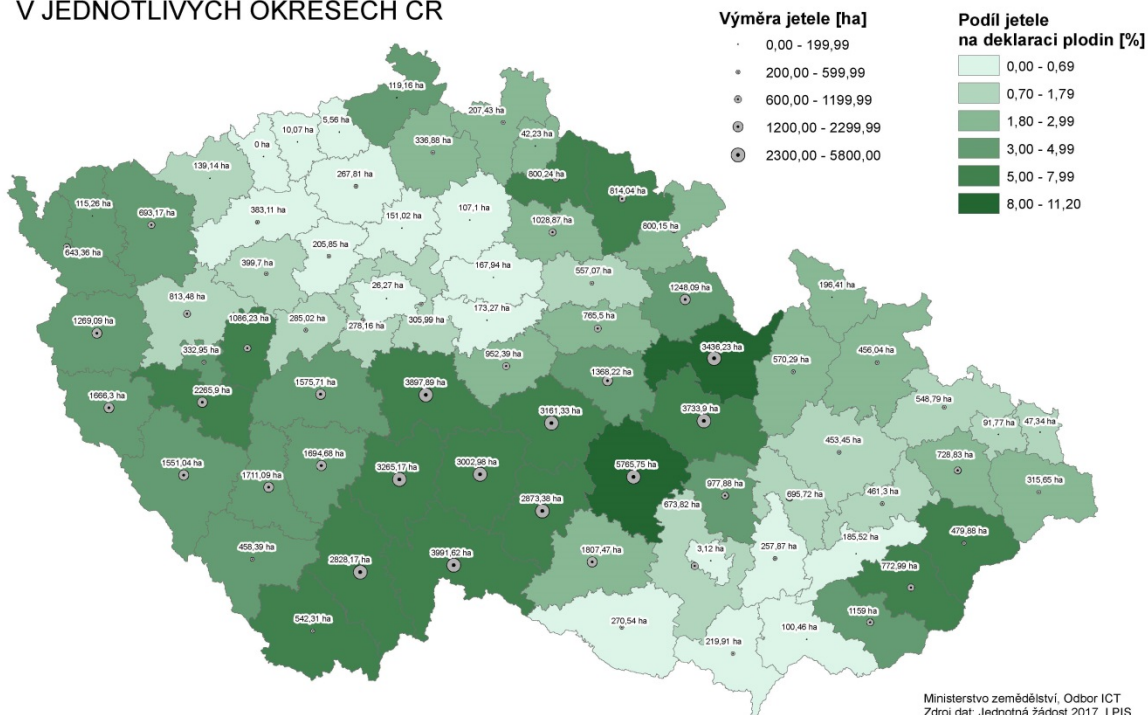 V JEDNOTLIVÝCH OKRESECH ČR
Výměra jetele [ha]
0,00 - 199,99
200,00 - 599,99
600,00 - 1199,99
1200,00 - 2299,99
2300,00 - 5800,00
Podíl jetele
na deklaraci plodin [%]
0,00 - 0,69
0,70 - 1,79
1,80 - 2,99
3,00 - 4,99
5,00 - 7,99
8,00 - 11,20
119,16 ha
5,56 ha
10,07 ha
0 ha
207,43 ha
42,23 ha
336,88 ha
139,14 ha
267,81 ha
800,24 ha
814,04 ha
115,26 ha
693,17 ha
383,11 ha
151,02 ha
107,1 ha
1028,87 ha
800,15 ha
643,36 ha
205,85 ha
399,7 ha
167,94 ha
557,07 ha
26,27 ha
196,41 ha
1248,09 ha
813,48 ha
173,27 ha
1269,09 ha
1086,23 ha
285,02 ha
278,16 ha
305,99 ha
765,5 ha
332,95 ha
952,39 ha
3436,23 ha
456,04 ha
570,29 ha
1368,22 ha
2265,9 ha
1575,71 ha
3897,89 ha
1666,3 ha
548,79 ha
3161,33 ha
3733,9 ha
91,77 ha
47,34 ha
453,45 ha
1694,68 ha
1551,04 ha
1711,09 ha
3265,17 ha
3002,98 ha
5765,75 ha
728,83 ha
315,65 ha
977,88 ha
695,72 ha
461,3 ha
2873,38 ha
673,82 ha
479,88 ha
185,52 ha
458,39 ha
2828,17 ha
3991,62 ha
1807,47 ha
3,12 ha
257,87 ha
772,99 ha
542,31 ha
270,54 ha
1159 ha
100,46 ha
219,91 ha
Ministerstvo zemědělství, Odbor ICT
Zdroj dat: Jednotná žádost 2017, LPIS